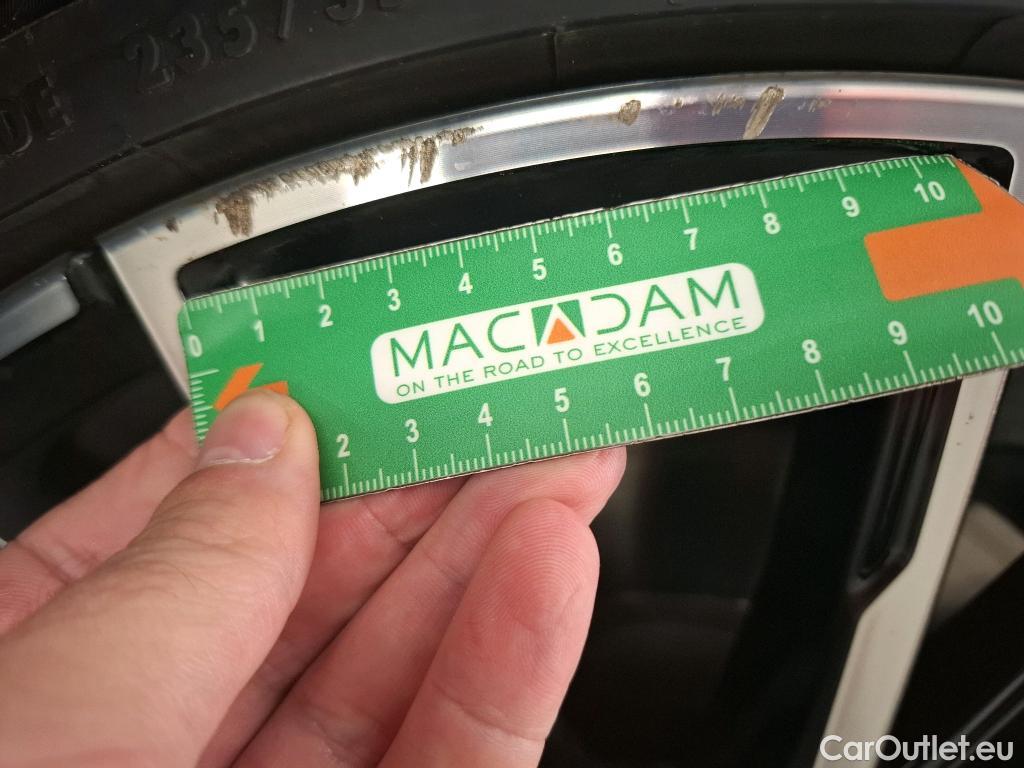 DE 235/5
0 1 2 3 4 5 6 7 8 9 10
MACADAM
ON THE ROAD TO EXCELLENCE
2 3 4 5 6 7 8 9 10
CarOutlet.eu